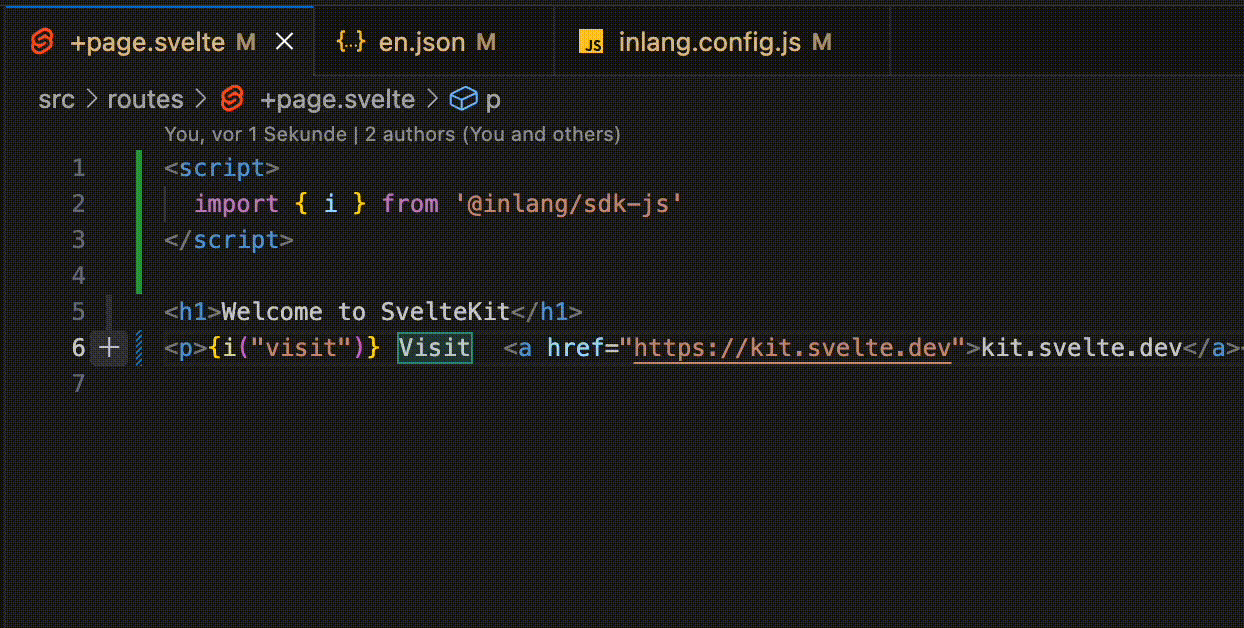 +page.svelte M
{..} en.json M
JS inlang.config.js M
src > routes > +page.svelte > p
You, vor 1 Sekunde | 2 authors (You and others)
1 <script>
2 import { i } from '@inlang/sdk-js'
3 </script>
4
5 <h1>Welcome to SvelteKit</h1>
6 <p>{i("visit")} Visit <a href="https://kit.svelte.dev">kit.svelte.dev</a>
7